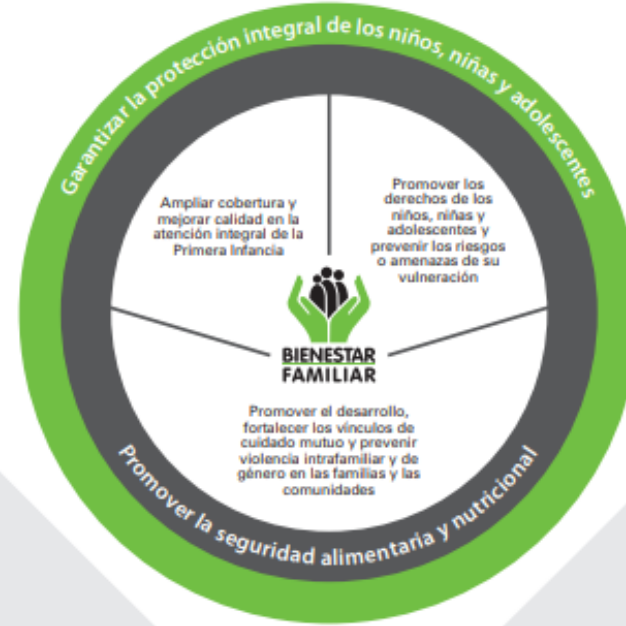 Garantizar la protección integral de los niños, niñas y adolescentes
Ampliar cobertura y
mejorar calidad en la
atención integral de la
Primera Infancia
Promover los
derechos de los
niños, niñas y
adolescentes y
prevenir los riesgos
o amenazas de su
vulneración
BIENESTAR
FAMILIAR
Promover el desarrollo,
fortalecer los vínculos de
cuidado mutuo y prevenir
violencia intrafamiliar y de
género en las familias y las
comunidades
Promover la seguridad alimentaria y nutricional